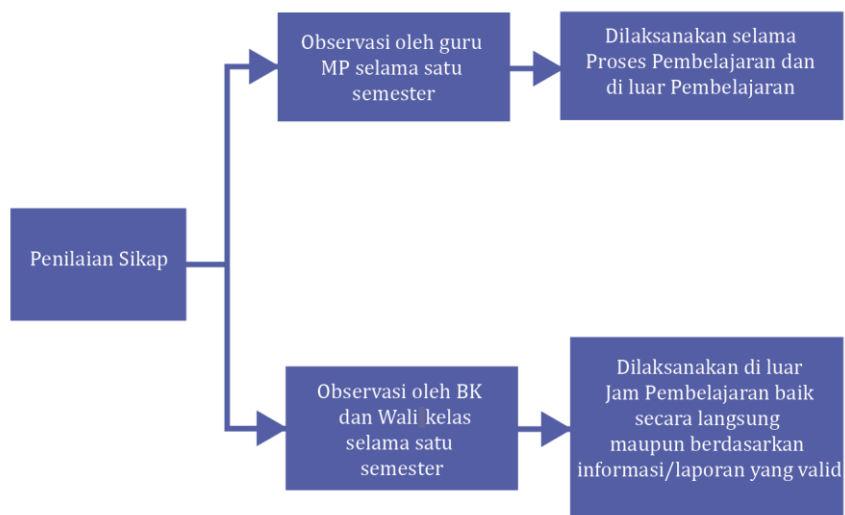 Observasi oleh guru
MP selama satu
semester
Dilaksanakan selama
Proses Pembelajaran dan
di luar Pembelajaran
Penilaian Sikap
Observasi oleh BK
dan Wali kelas
selama satu
semester
Dilaksanakan di luar
Jam Pembelajaran baik
secara langsung
maupun berdasarkan
informasi/laporan yang valid